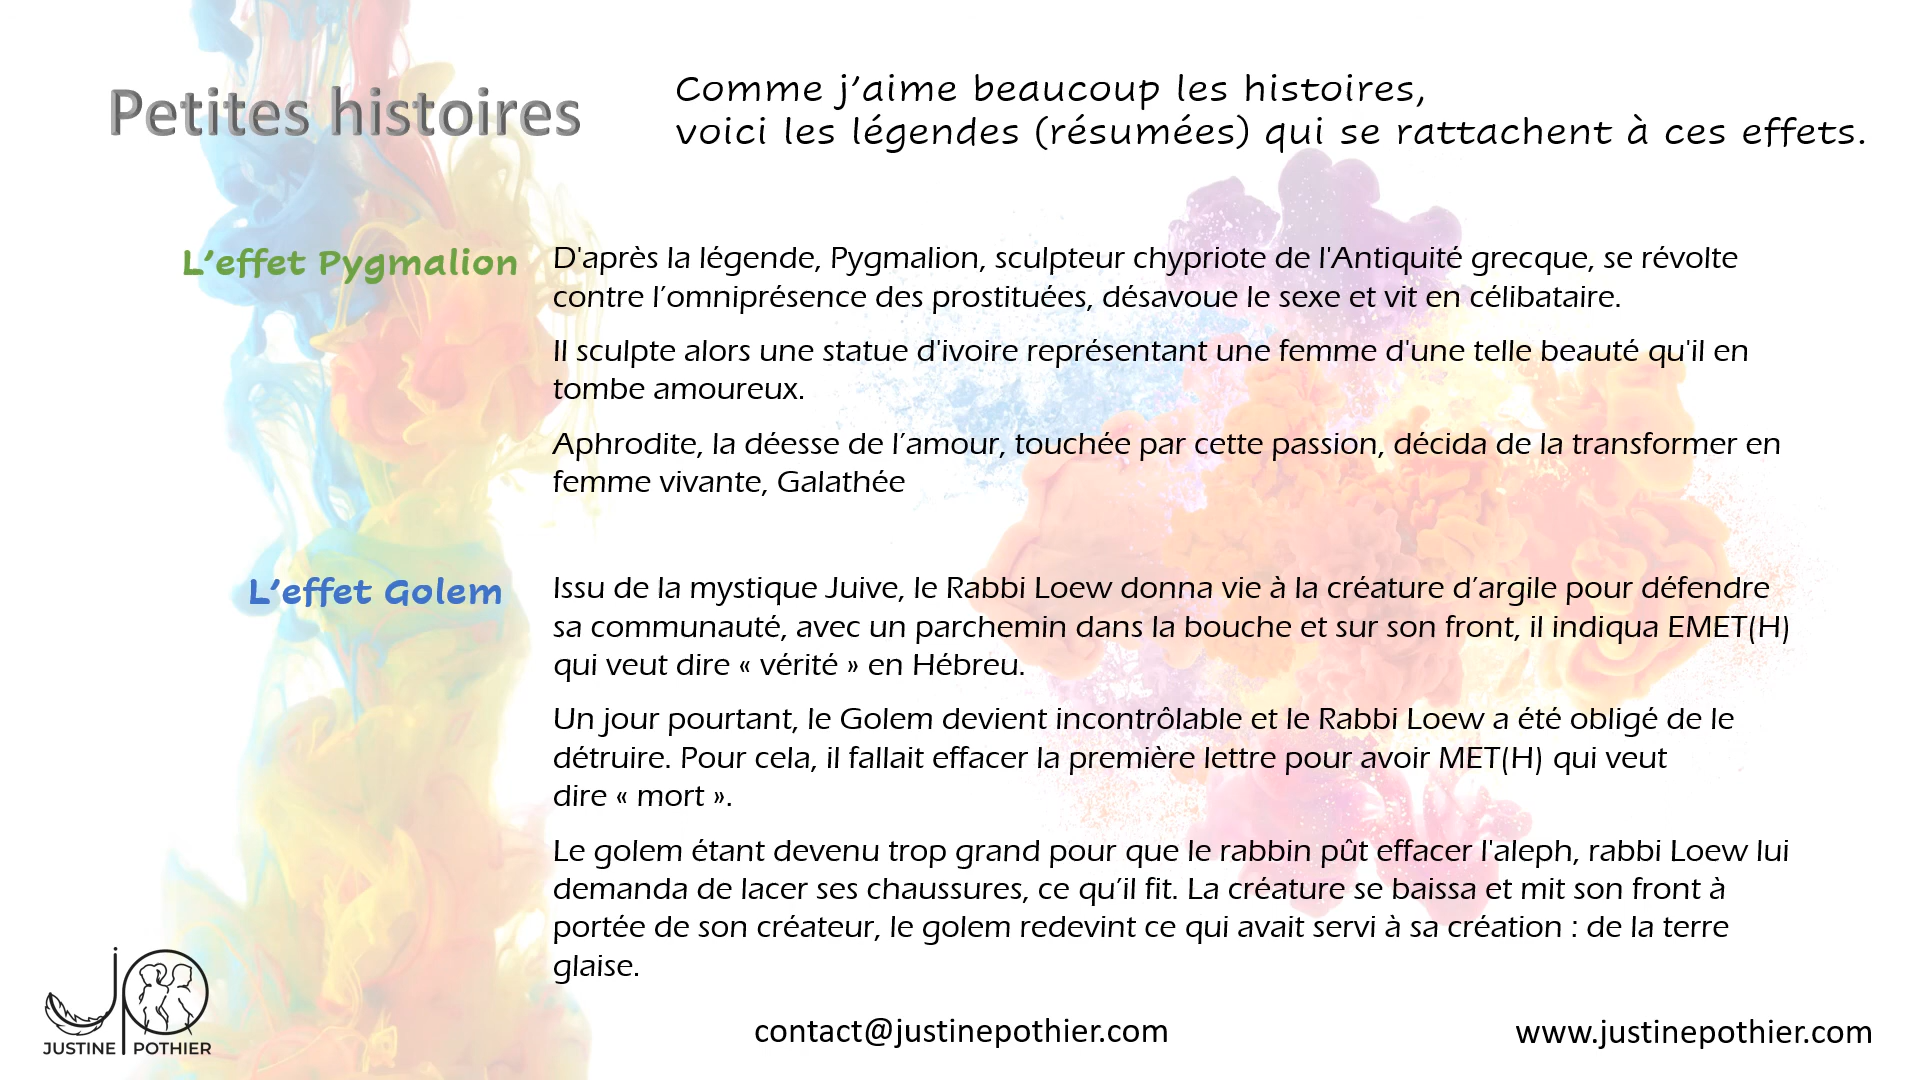 Petites histoires
Comme j’aime beaucoup les histoires,
voici les légendes (résumées) qui se rattachent à ces effets.
L’effet Pygmalion
D'après la légende, Pygmalion, sculpteur chypriote de l'Antiquité grecque, se révolte
contre l’omniprésence des prostituées, désavoue le sexe et vit en célibataire.
Il sculpte alors une statue d'ivoire représentant une femme d'une telle beauté qu'il en
tombe amoureux.
Aphrodite, la déesse de l’amour, touchée par cette passion, décida de la transformer en
femme vivante, Galathée
L’effet Golem
Issu de la mystique Juive, le Rabbi Loew donna vie à la créature d’argile pour défendre
sa communauté, avec un parchemin dans la bouche et sur son front, il indiqua EMET(H)
qui veut dire « vérité » en Hébreu.
Un jour pourtant, le Golem devient incontrôlable et le Rabbi Loew a été obligé de le
détruire. Pour cela, il fallait effacer la première lettre pour avoir MET(H) qui veut
dire « mort ».
Le golem étant devenu trop grand pour que le rabbin pût effacer l'aleph, rabbi Loew lui
demanda de lacer ses chaussures, ce qu’il fit. La créature se baissa et mit son front à
portée de son créateur, le golem redevint ce qui avait servi à sa création : de la terre
glaise.
JUSTINE POTHIER
contact@justinepothier.com
www.justinepothier.com